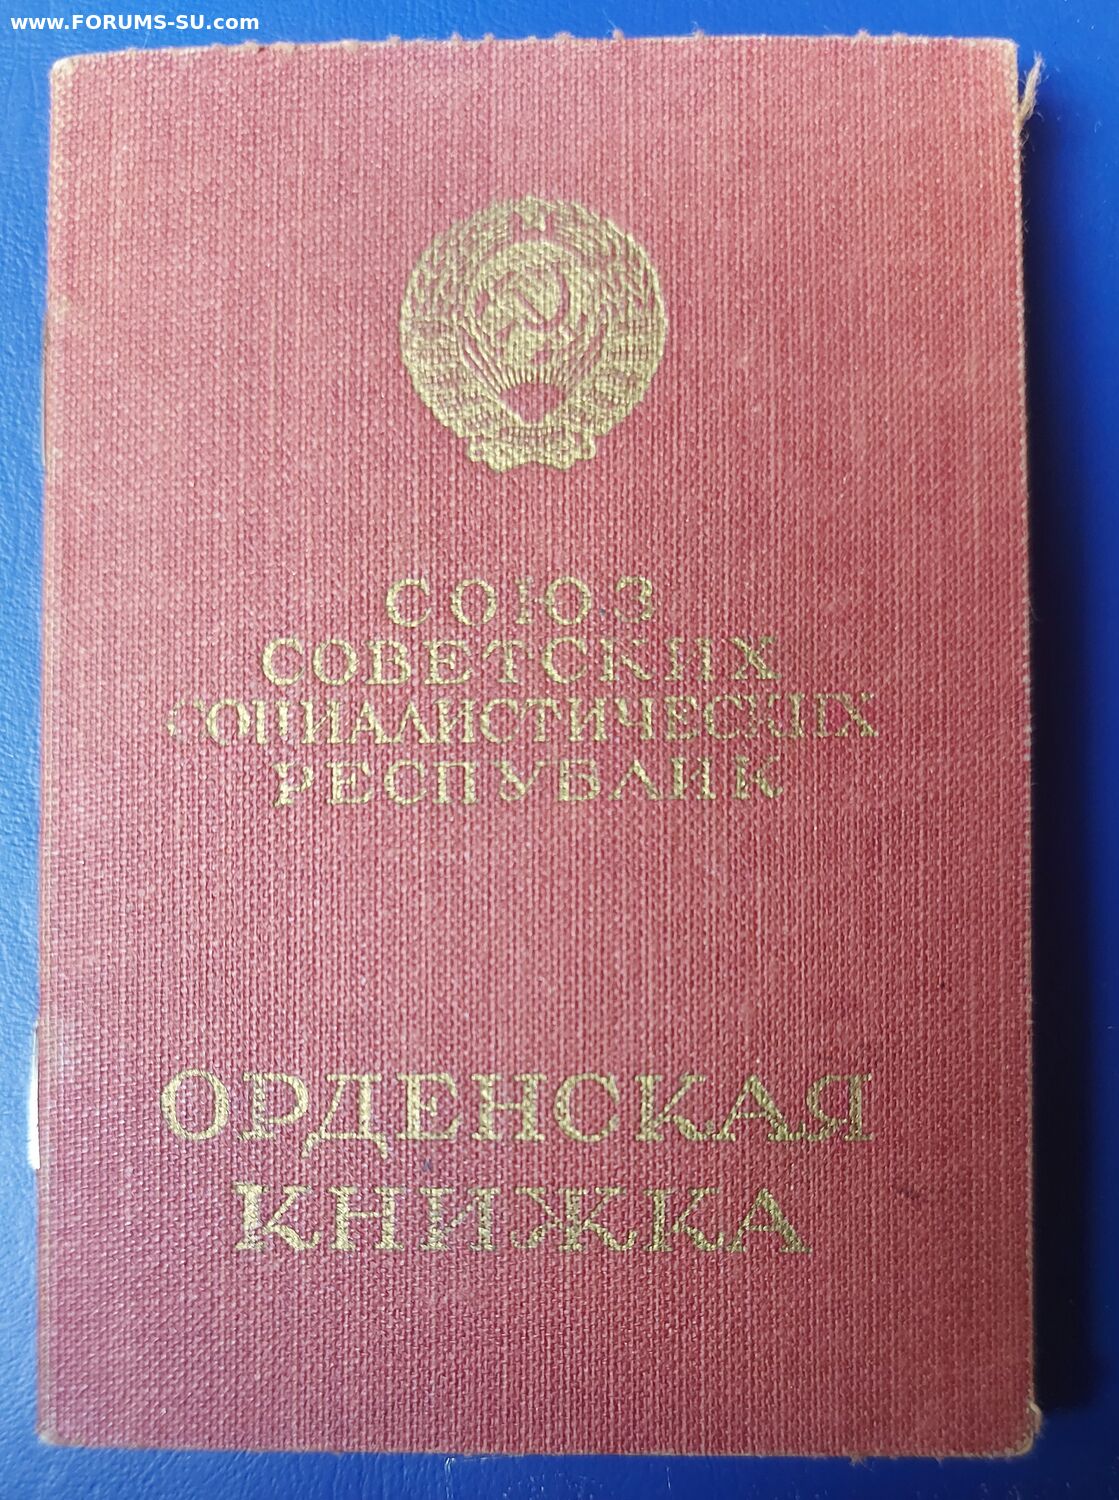 www.FORUMS-SU.com
СОЮЗ
СОВЕТСКИХ
СОЦИАЛИСТИЧЕСКИХ
РЕСПУБЛИК
ОРДЕНСКАЯ
КНИЖКА